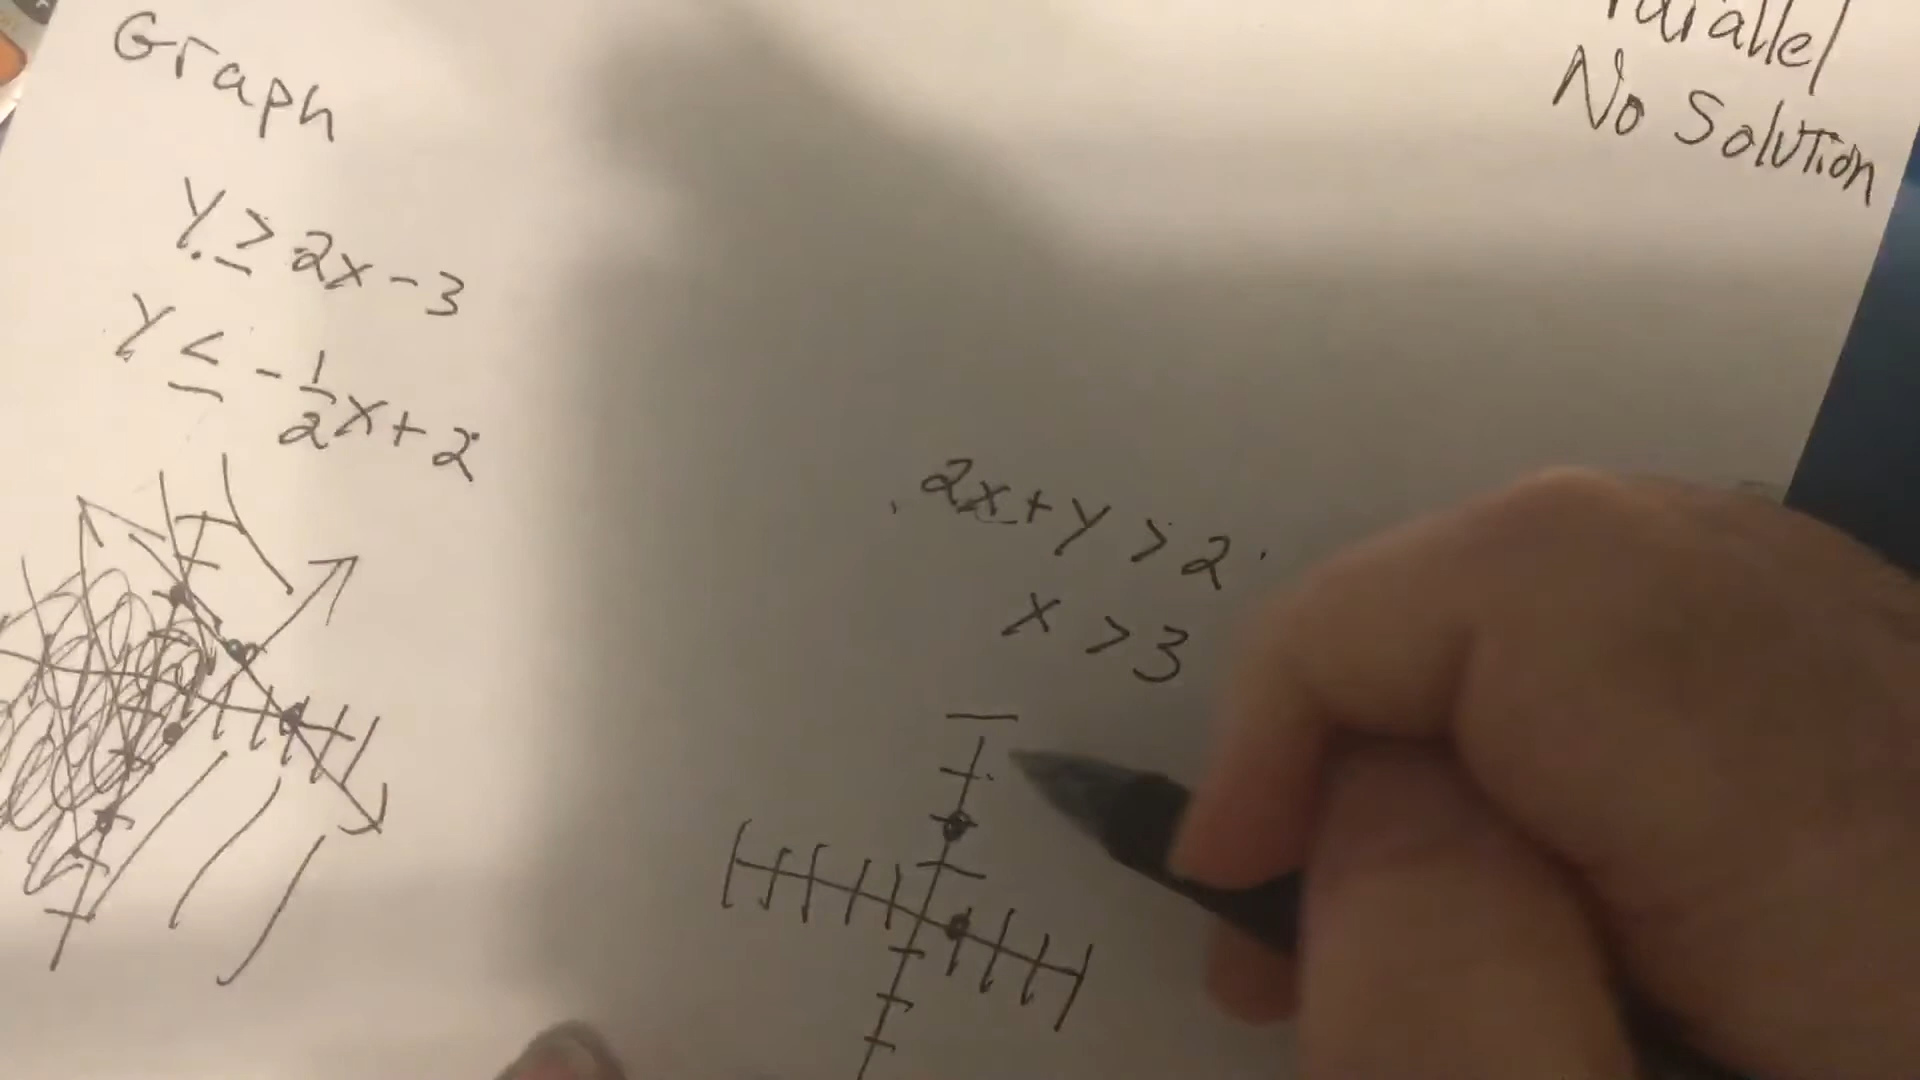 Graph
y ≥ 2x - 3
y ≤ -1/2x + 2
Parallel
No Solution
2x + y > 2
x > 3